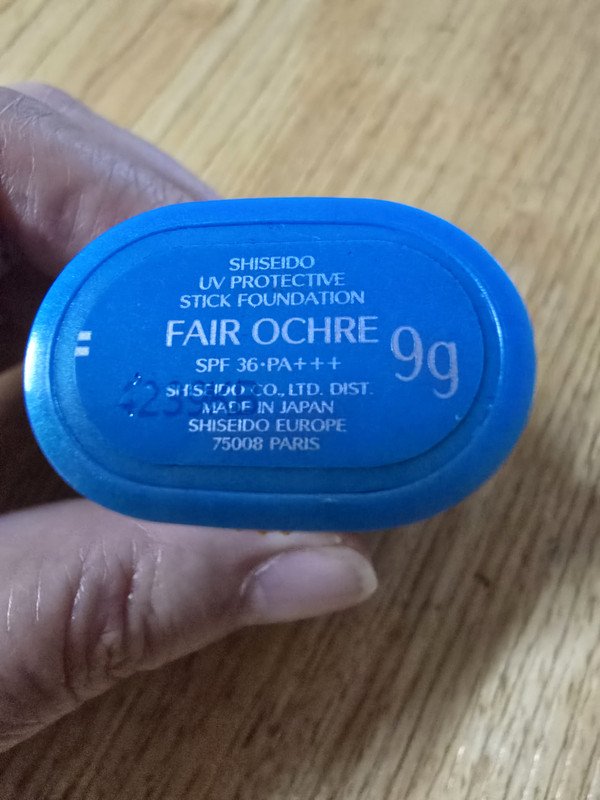 SHISEIDO
UV PROTECTIVE
STICK FOUNDATION
FAIR OCHRE
9g
SPF 36·PA+++
SHISEIDO CO., LTD. DIST.
MADE IN JAPAN
SHISEIDO EUROPE
75008 PARIS